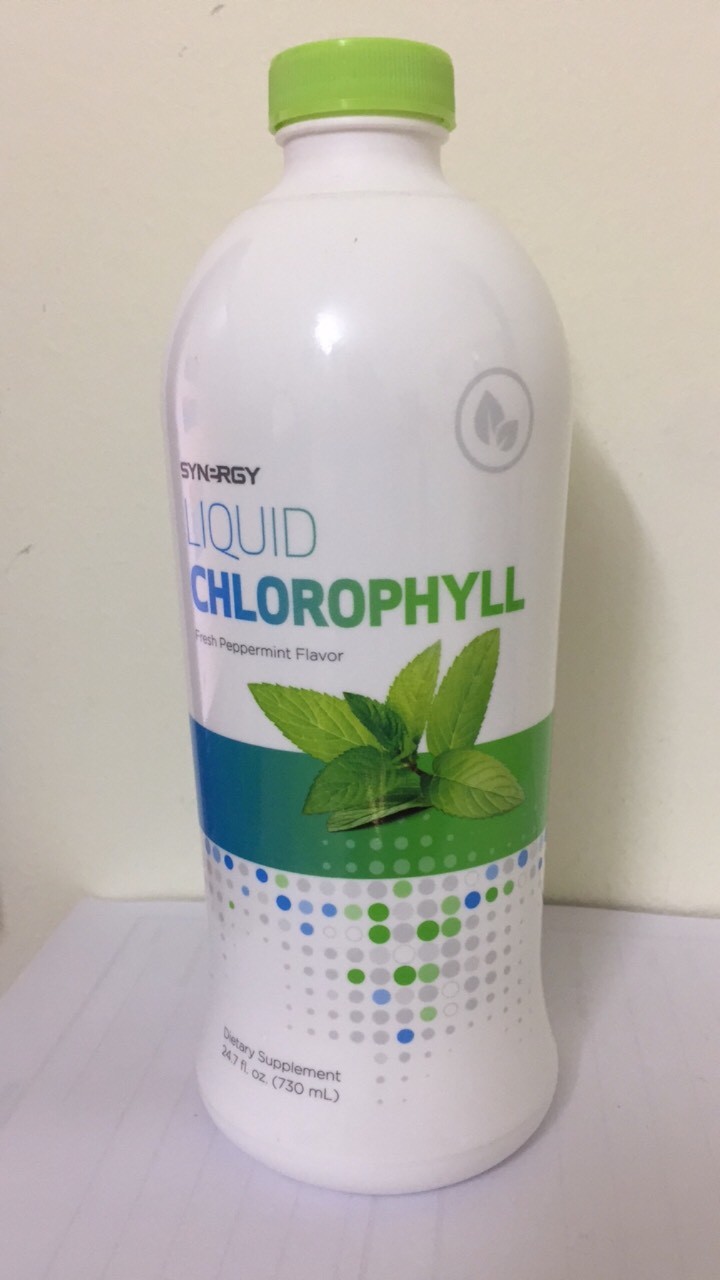 SYNERGY
LIQUID
CHLOROPHYLL
Fresh Peppermint Flavor
Dietary Supplement
24.7 fl. oz. (730 mL)